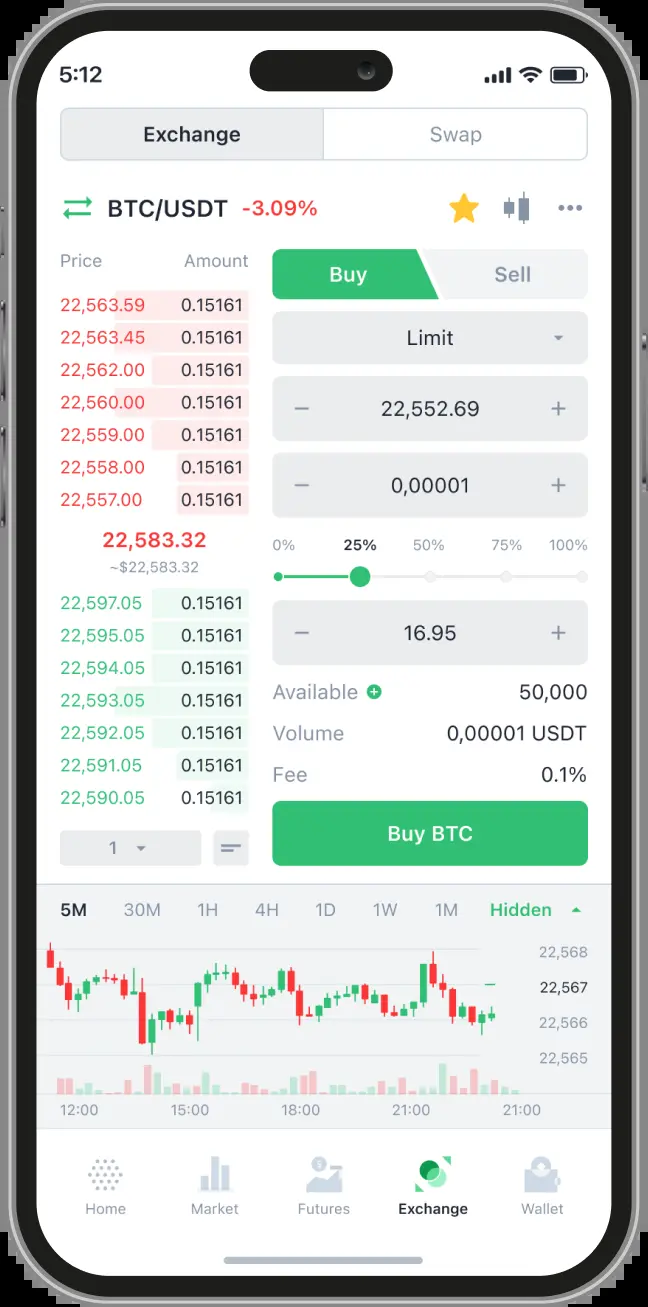 5:12
Exchange Swap
BTC/USDT -3.09%
Price Amount
22,563.59 0.15161
22,563.45 0.15161
22,562.00 0.15161
22,560.00 0.15161
22,559.00 0.15161
22,558.00 0.15161
22,557.00 0.15161
22,583.32
~$22,583.32
22,597.05 0.15161
22,595.05 0.15161
22,594.05 0.15161
22,593.05 0.15161
22,592.05 0.15161
22,591.05 0.15161
22,590.05 0.15161
1
Buy Sell
Limit
− 22,552.69 +
− 0,00001 +
0% 25% 50% 75% 100%
− 16.95 +
Available 50,000
Volume 0,00001 USDT
Fee 0.1%
Buy BTC
5M 30M 1H 4H 1D 1W 1M Hidden
22,568
22,567
22,566
22,565
12:00 15:00 18:00 21:00 21:00
Home Market Futures Exchange Wallet